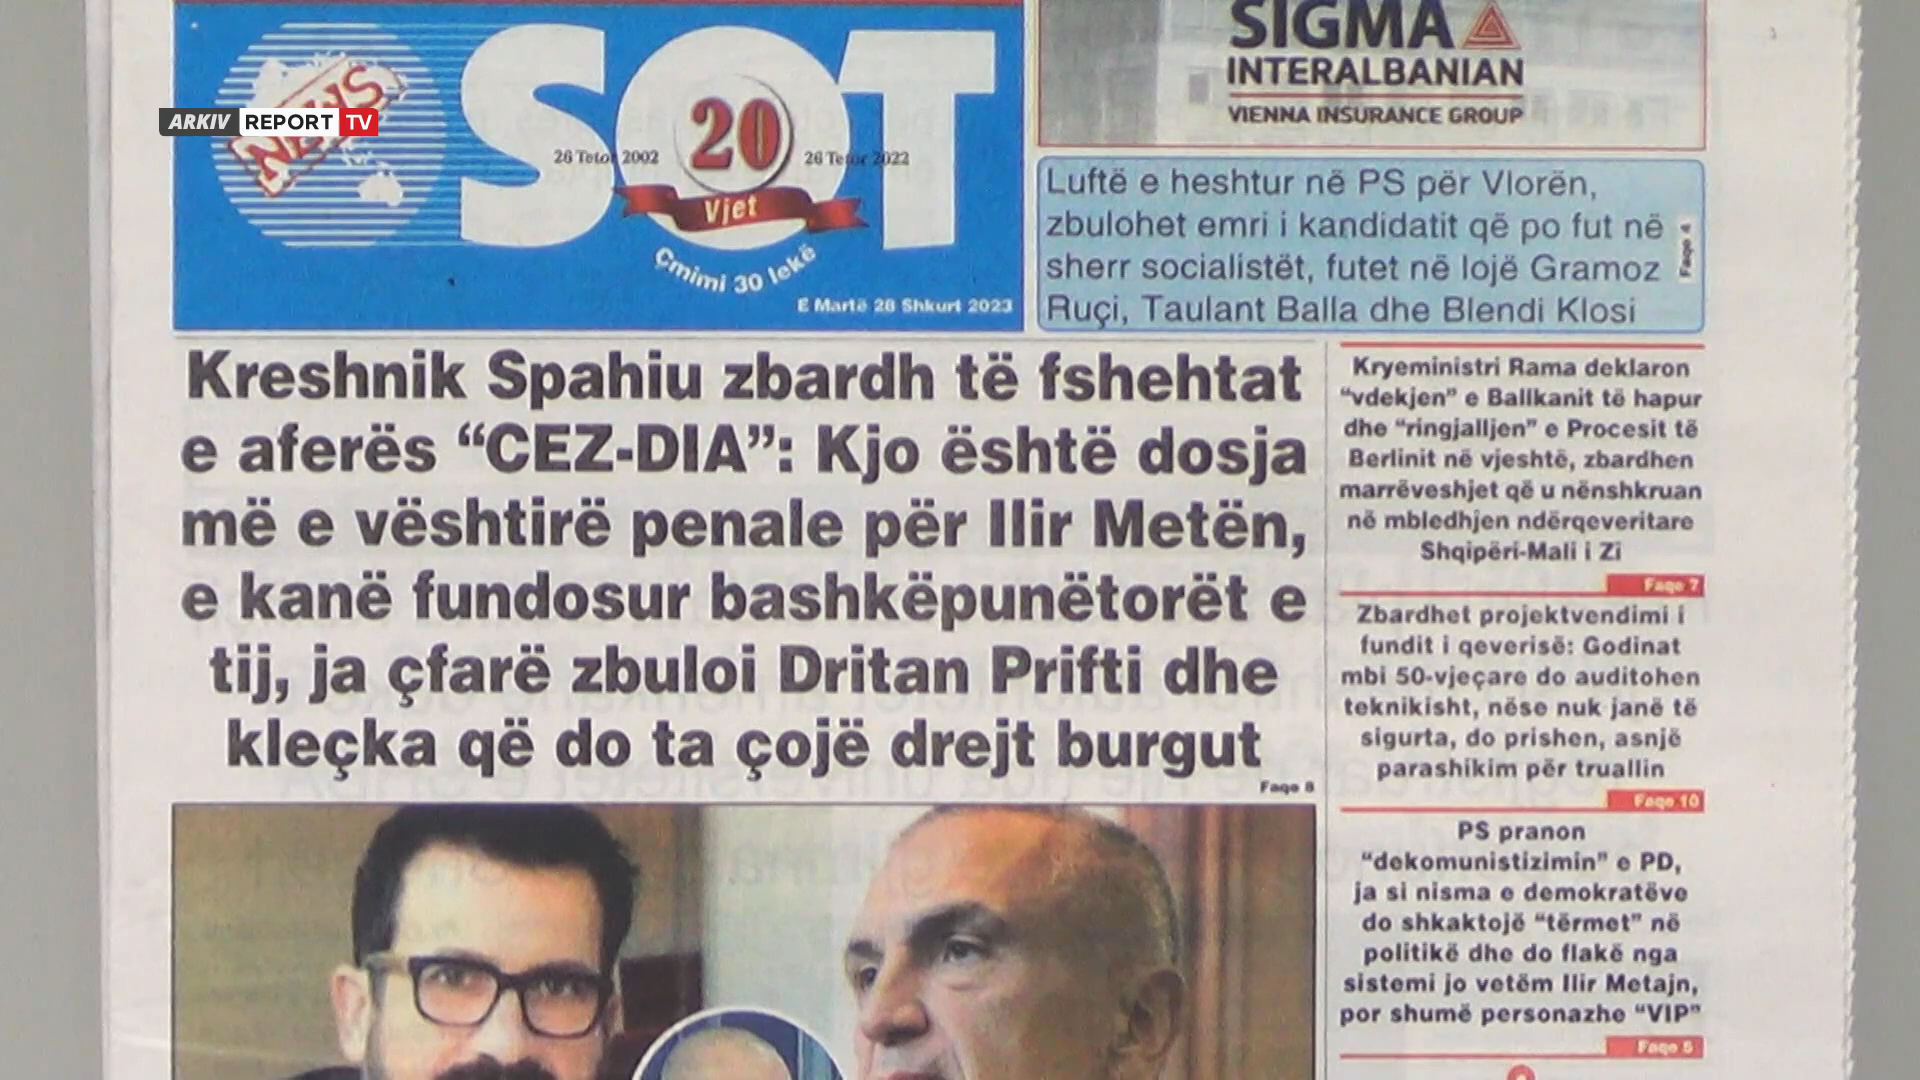 ARKIV REPORT TV
NEWS
SOT
26 Tetor 2002
20
26 Tetor 2022
Vjet
Çmimi 30 lekë
E Martë 28 Shkurt 2023
SIGMA
INTERALBANIAN
VIENNA INSURANCE GROUP
Luftë e heshtur në PS për Vlorën,
zbulohet emri i kandidatit që po fut në
sherr socialistët, futet në lojë Gramoz
Ruçi, Taulant Balla dhe Blendi Klosi
Faqe 4
Kreshnik Spahiu zbardh të fshehtat
e aferës “CEZ-DIA”: Kjo është dosja
më e vështirë penale për Ilir Metën,
e kanë fundosur bashkëpunëtorët e
tij, ja çfarë zbuloi Dritan Prifti dhe
kleçka që do ta çojë drejt burgut
Faqe 8
Kryeministri Rama deklaron
“vdekjen” e Ballkanit të hapur
dhe “ringjalljen” e Procesit të
Berlinit në vjeshtë, zbardhen
marrëveshjet që u nënshkruan
në mbledhjen ndërqeveritare
Shqipëri-Mali i Zi
Faqe 7
Zbardhet projektvendimi i
fundit i qeverisë: Godinat
mbi 50-vjeçare do auditohen
teknikisht, nëse nuk janë të
sigurta, do prishen, asnjë
parashikim për truallin
Faqe 10
PS pranon
“dekomunistizimin” e PD,
ja si nisma e demokratëve
do shkaktojë “tërmet” në
politikë dhe do flakë nga
sistemi jo vetëm Ilir Metajn,
por shumë personazhe “VIP”
Faqe 5